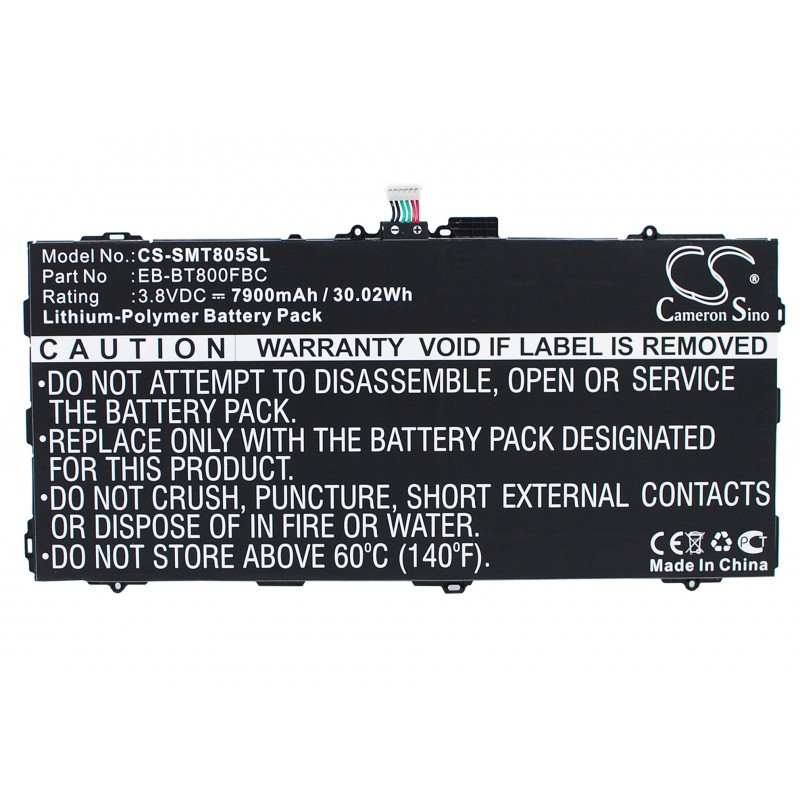 Model No.:CS-SMT805SL
Part No :EB-BT800FBC
Rating :3.8VDC ⎓ 7900mAh / 30.02Wh
Lithium-Polymer Battery Pack
CS
Cameron Sino
CAUTION WARRANTY VOID IF LABEL IS REMOVED
•DO NOT ATTEMPT TO DISASSEMBLE, OPEN OR SERVICE
THE BATTERY PACK.
•REPLACE ONLY WITH THE BATTERY PACK DESIGNATED
FOR THIS PRODUCT.
•DO NOT CRUSH, PUNCTURE, SHORT EXTERNAL CONTACTS
OR DISPOSE OF IN FIRE OR WATER.
•DO NOT STORE ABOVE 60ºC (140ºF).
CE PCT
Made In China